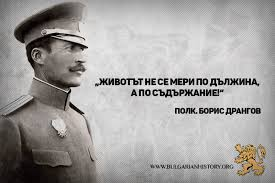 „ЖИВОТЪТ НЕ СЕ МЕРИ ПО ДЪЛЖИНА,
А ПО СЪДЪРЖАНИЕ!“
ПОЛК. БОРИС ДРАНГОВ
WWW.BULGARIANHISTORY.ORG